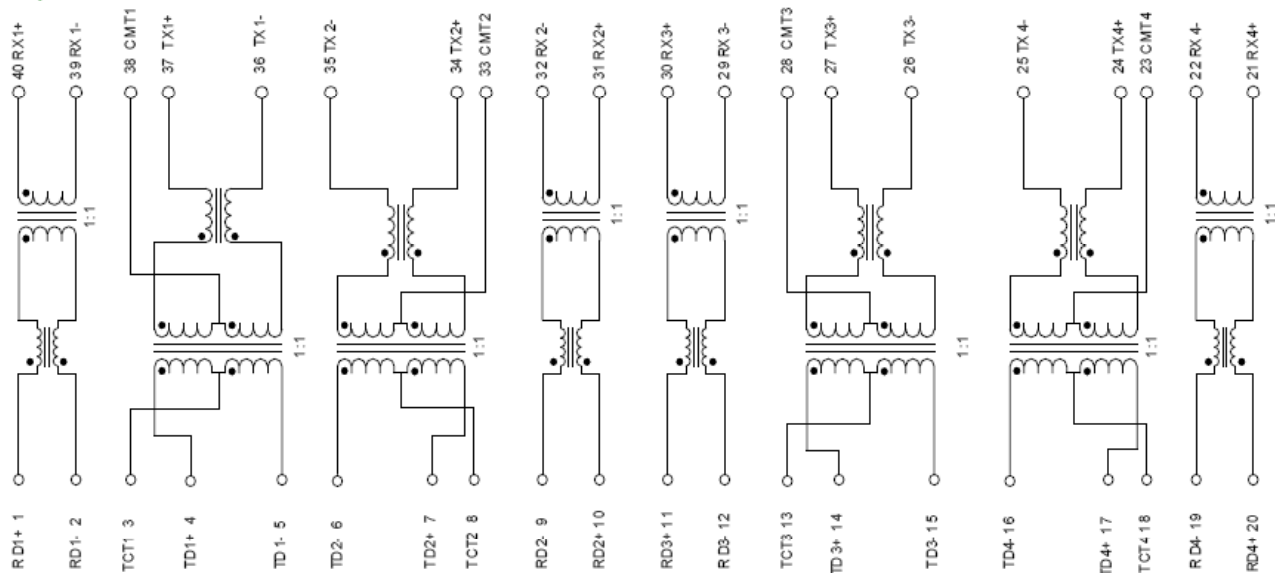 40 RX1+
39 RX 1-
38 CMT1
37 TX1+
36 TX 1-
35 TX 2-
34 TX2+
33 CMT2
32 RX 2-
31 RX2+
30 RX3+
29 RX 3-
28 CMT3
27 TX3+
26 TX3-
25 TX 4-
24 TX4+
23 CMT4
22 RX 4-
21 RX4+
1:1
1:1
1:1
1:1
1:1
1:1
1:1
1:1
RD1+ 1
RD1- 2
TCT1 3
TD1+ 4
TD1- 5
TD2- 6
TD2+ 7
TCT2 8
RD2- 9
RD2+ 10
RD3+ 11
RD3- 12
TCT3 13
TD3+ 14
TD3- 15
TD4- 16
TD4+ 17
TCT4 18
RD4- 19
RD4+ 20